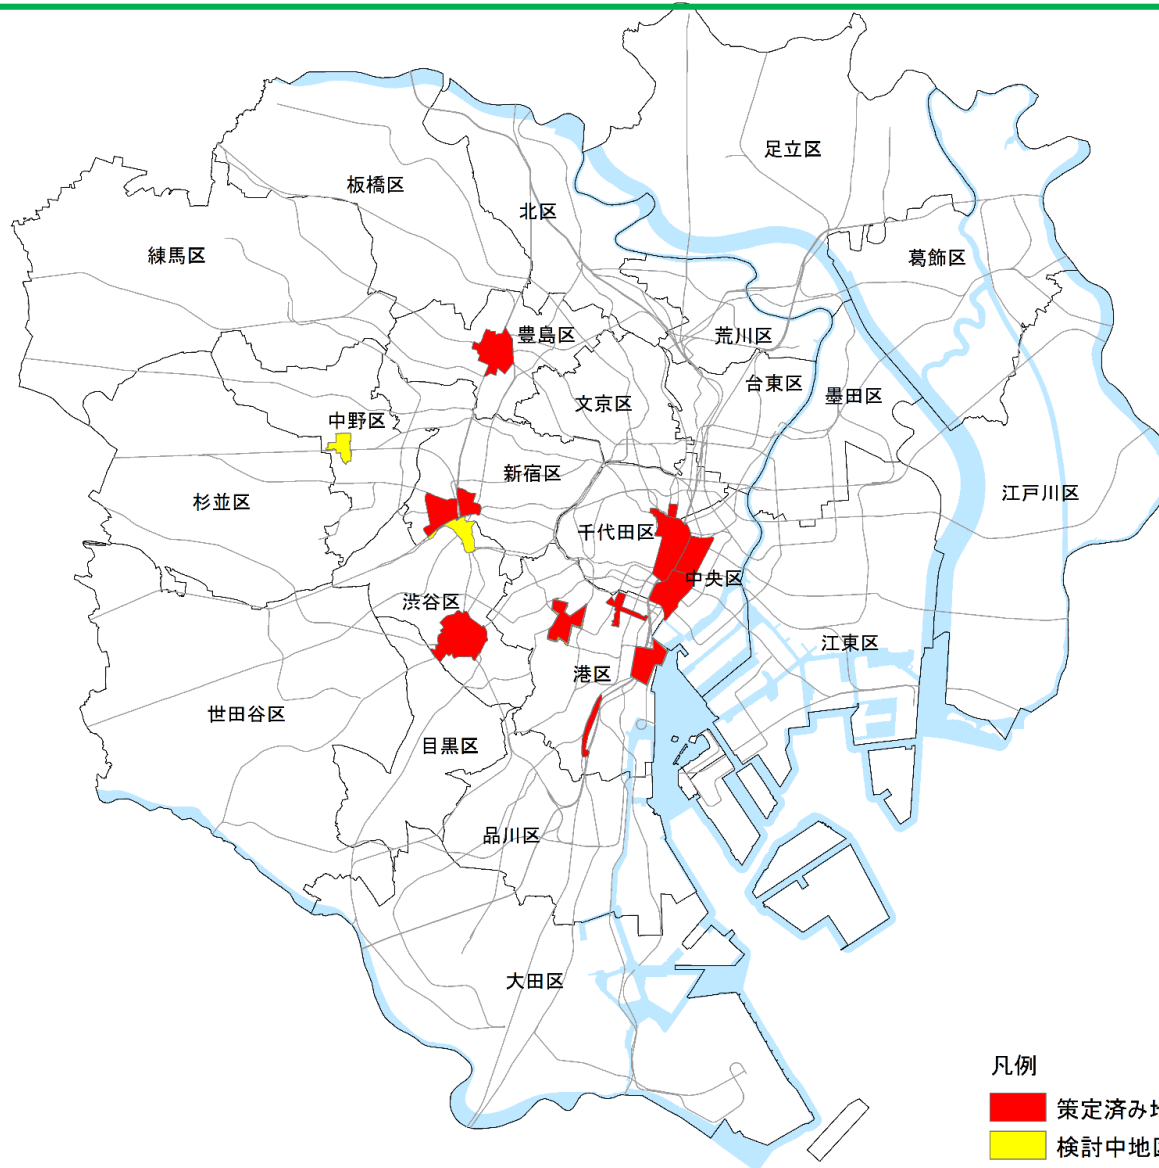 足立区
板橋区
北区
練馬区
葛飾区
豊島区
荒川区
台東区
墨田区
文京区
中野区
新宿区
江戸川区
杉並区
千代田区
中央区
渋谷区
江東区
港区
世田谷区
目黒区
品川区
大田区
凡例
策定済み地
検討中地区